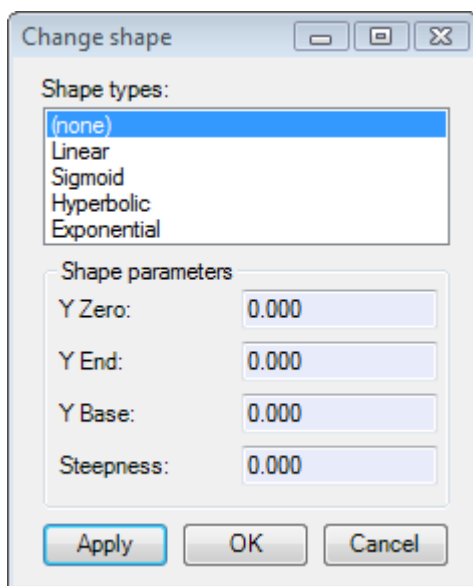 Change shape
Shape types:
(none)
Linear
Sigmoid
Hyperbolic
Exponential
Shape parameters
Y Zero: 0.000
Y End: 0.000
Y Base: 0.000
Steepness: 0.000
Apply OK Cancel